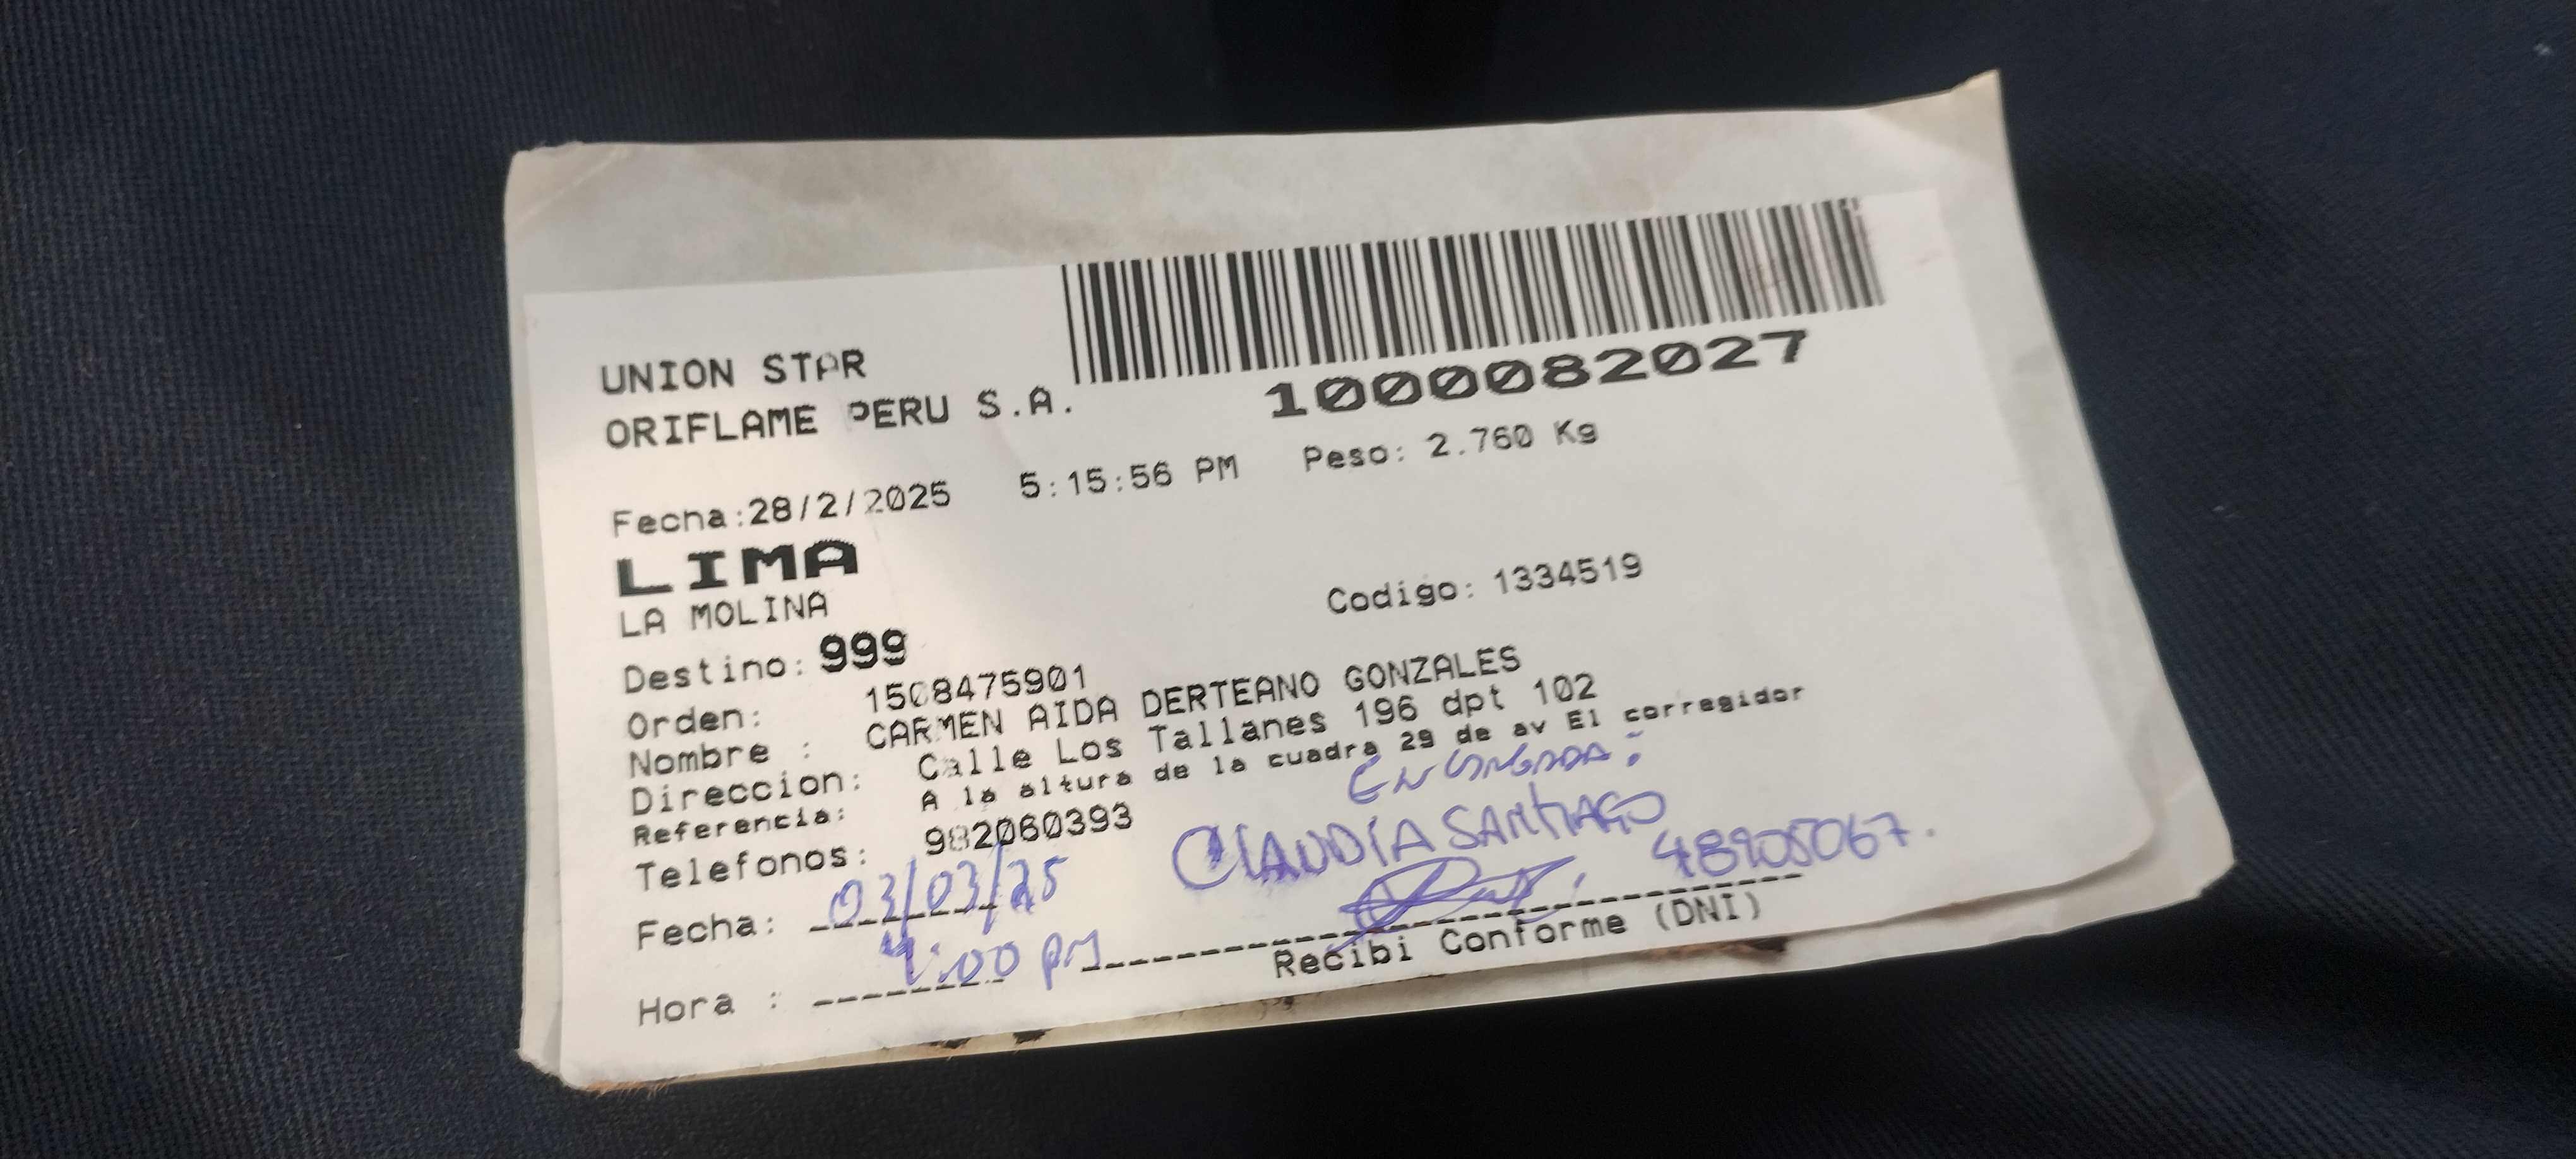 UNION STAR
ORIFLAME PERU S.A.
1000082027
Fecha:28/2/2025 5:15:56 PM Peso: 2.760 Kg
LIMA
LA MOLINA
Codigo: 1334519
Destino: 999
Orden: 1508475901
Nombre : CARMEN AIDA DERTEANO GONZALES
Direccion: Calle Los Tallanes 196 dpt 102
Referencia: A la altura de la cuadra 29 de av El corregidor
Telefonos: 982060393
CLAUDIA SANTIAGO
Fecha: 03/03/25
Hora : 4:00 pm
Recibi Conforme (DNI)